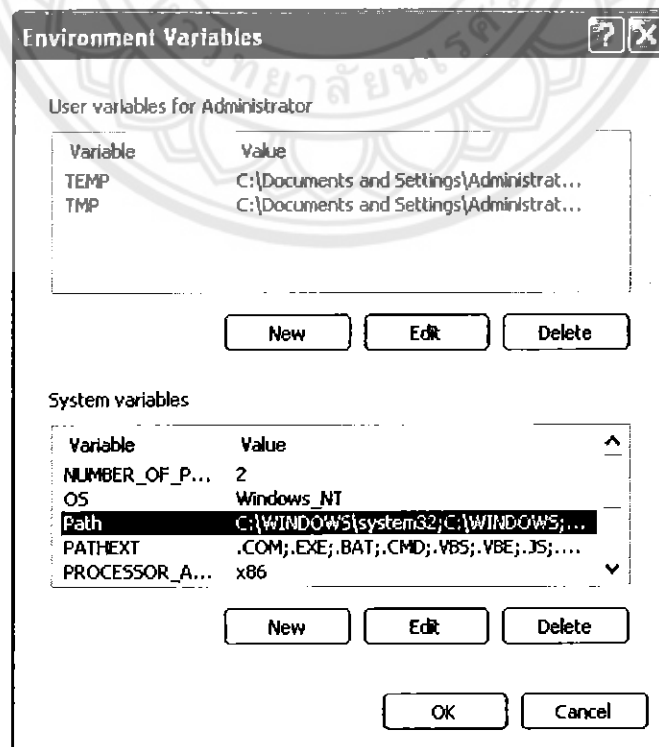 Environment Variables
User variables for Administrator
Variable Value
TEMP C:\Documents and Settings\Administrat...
TMP C:\Documents and Settings\Administrat...
New Edit Delete
System variables
Variable Value
NUMBER_OF_P... 2
OS Windows_NT
Path C:\WINDOWS\system32;C:\WINDOWS;...
PATHEXT .COM;.EXE;.BAT;.CMD;.VBS;.VBE;.JS;....
PROCESSOR_A... x86
New Edit Delete
OK Cancel